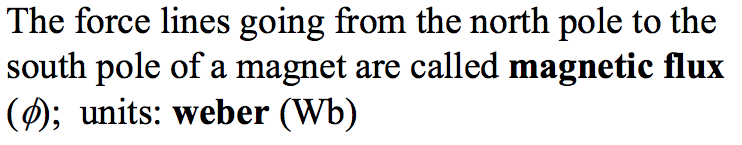 The force lines going from the north pole to the
south pole of a magnet are called magnetic flux
(ϕ);  units: weber (Wb)